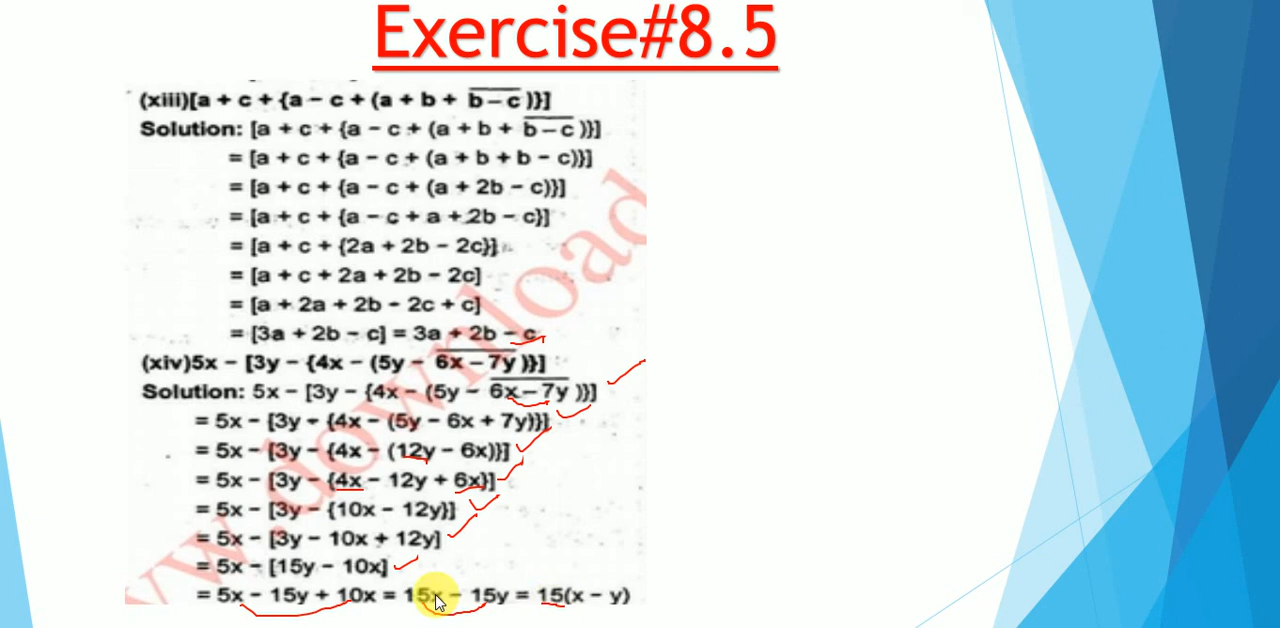 Exercise#8.5
(xiii)[a + c + {a − c + (a + b + b − c )}]
Solution: [a + c + {a − c + (a + b + b − c )}]
= [a + c + {a − c + (a + b + b − c)}]
= [a + c + {a − c + (a + 2b − c)}]
= [a + c + {a − c + a + 2b − c}]
= [a + c + {2a + 2b − 2c}]
= [a + c + 2a + 2b − 2c]
= [a + 2a + 2b − 2c + c]
= [3a + 2b − c] = 3a + 2b − c
(xiv)5x − [3y − {4x − (5y − 6x − 7y )}]
Solution: 5x − [3y − {4x − (5y − 6x − 7y )}]
= 5x − [3y − {4x − (5y − 6x + 7y)}]
= 5x − [3y − {4x − (12y − 6x)}]
= 5x − [3y − {4x − 12y + 6x}]
= 5x − [3y − {10x − 12y}]
= 5x − [3y − 10x + 12y]
= 5x − [15y − 10x]
= 5x − 15y + 10x = 15x − 15y = 15(x − y)
w.download